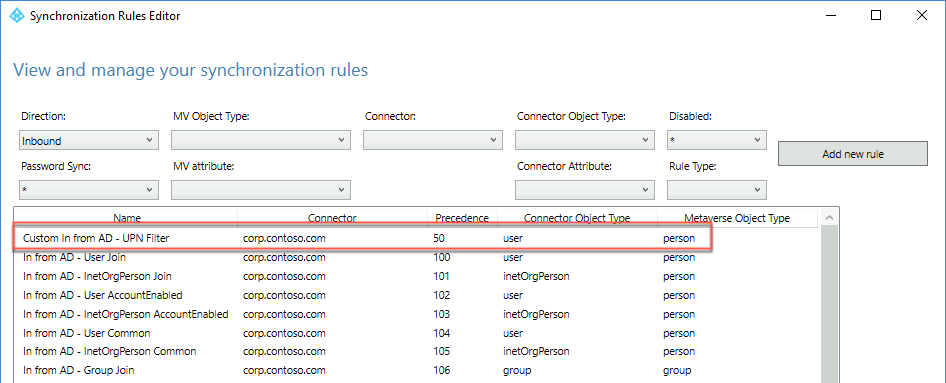 Synchronization Rules Editor
View and manage your synchronization rules
Direction: MV Object Type: Connector: Connector Object Type: Disabled:
Inbound *
Add new rule
Password Sync: MV attribute: Connector Attribute: Rule Type:
*
Name Connector Precedence Connector Object Type Metaverse Object Type
Custom In from AD - UPN Filter corp.contoso.com 50 user person
In from AD - User Join corp.contoso.com 100 user person
In from AD - InetOrgPerson Join corp.contoso.com 101 inetOrgPerson person
In from AD - User AccountEnabled corp.contoso.com 102 user person
In from AD - InetOrgPerson AccountEnabled corp.contoso.com 103 inetOrgPerson person
In from AD - User Common corp.contoso.com 104 user person
In from AD - InetOrgPerson Common corp.contoso.com 105 inetOrgPerson person
In from AD - Group Join corp.contoso.com 106 group group